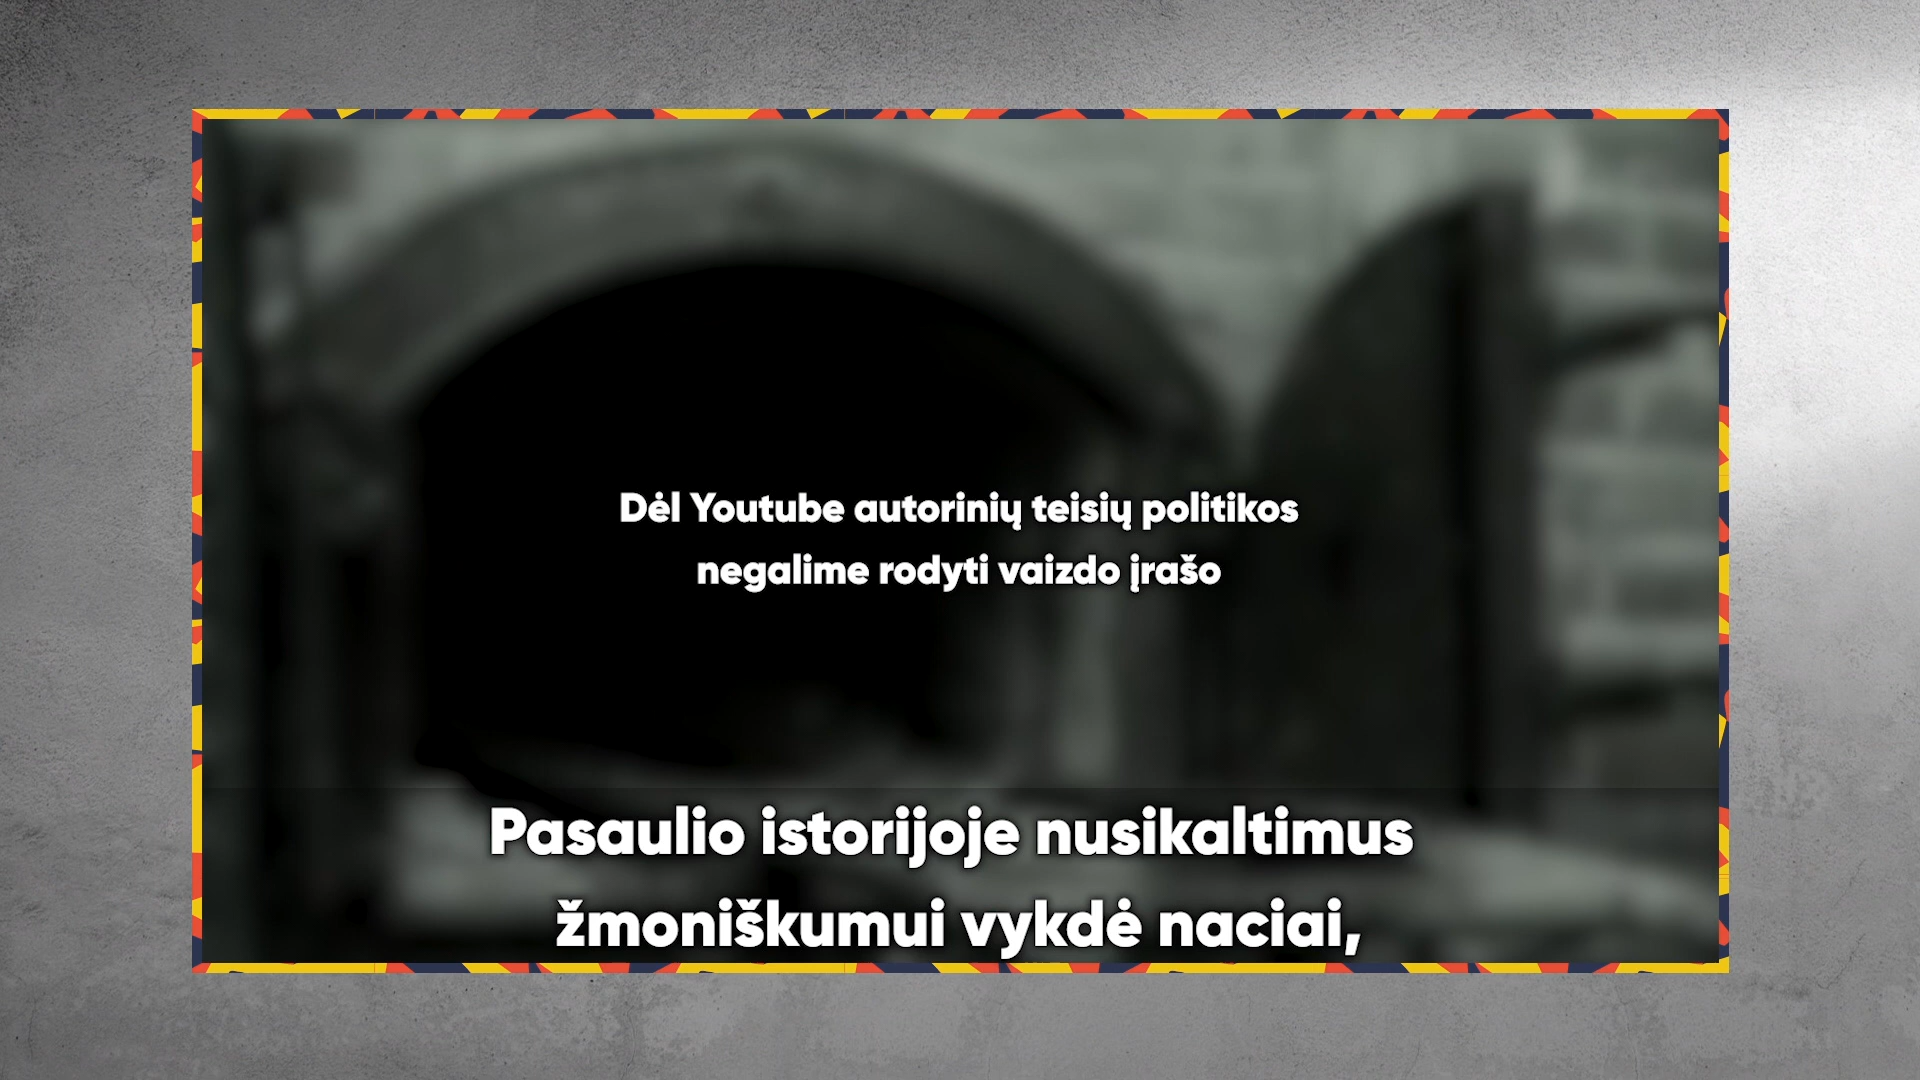 Dėl Youtube autorinių teisių politikos
negalime rodyti vaizdo įrašo
Pasaulio istorijoje nusikaltimus
žmoniškumui vykdė naciai,